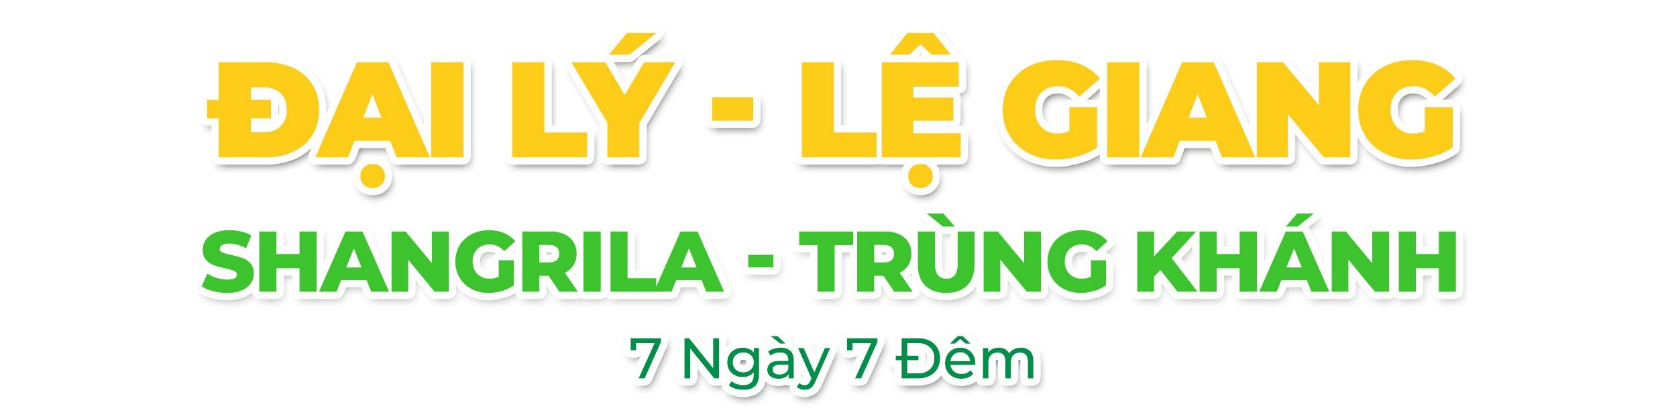 ĐẠI LÝ - LỆ GIANG
SHANGRILA - TRÙNG KHÁNH
7 Ngày 7 Đêm